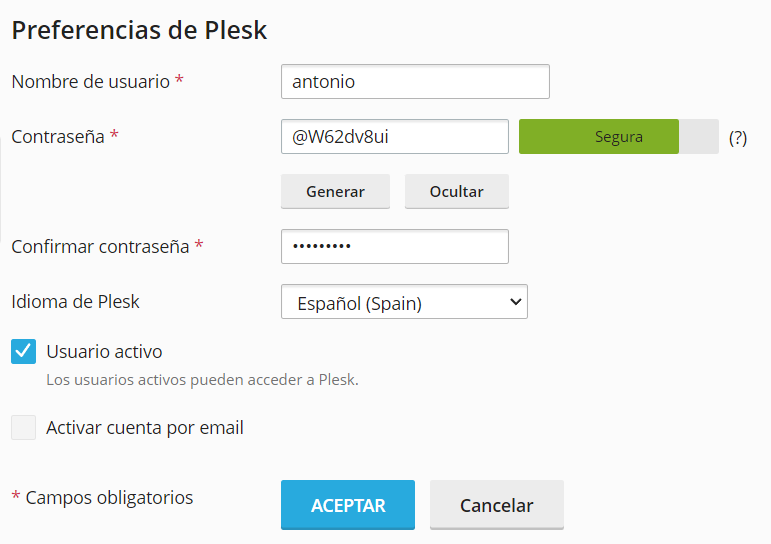 Preferencias de Plesk
Nombre de usuario * antonio
Contraseña * @W62dv8ui Segura (?)
Generar Ocultar
Confirmar contraseña * •••••••••
Idioma de Plesk Español (Spain)
Usuario activo
Los usuarios activos pueden acceder a Plesk.
Activar cuenta por email
* Campos obligatorios ACEPTAR Cancelar